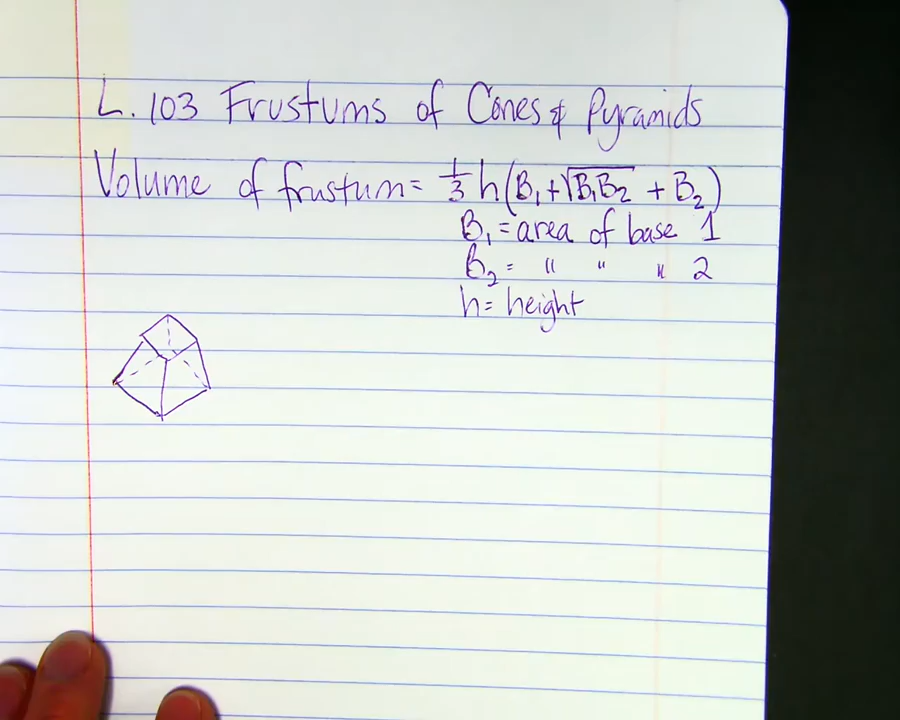 L. 103 Frustums of Cones & Pyramids
Volume of frustum = 1/3 h(B₁ + √B₁B₂ + B₂)
B₁ = area of base 1
B₂ = " " " 2
h = height